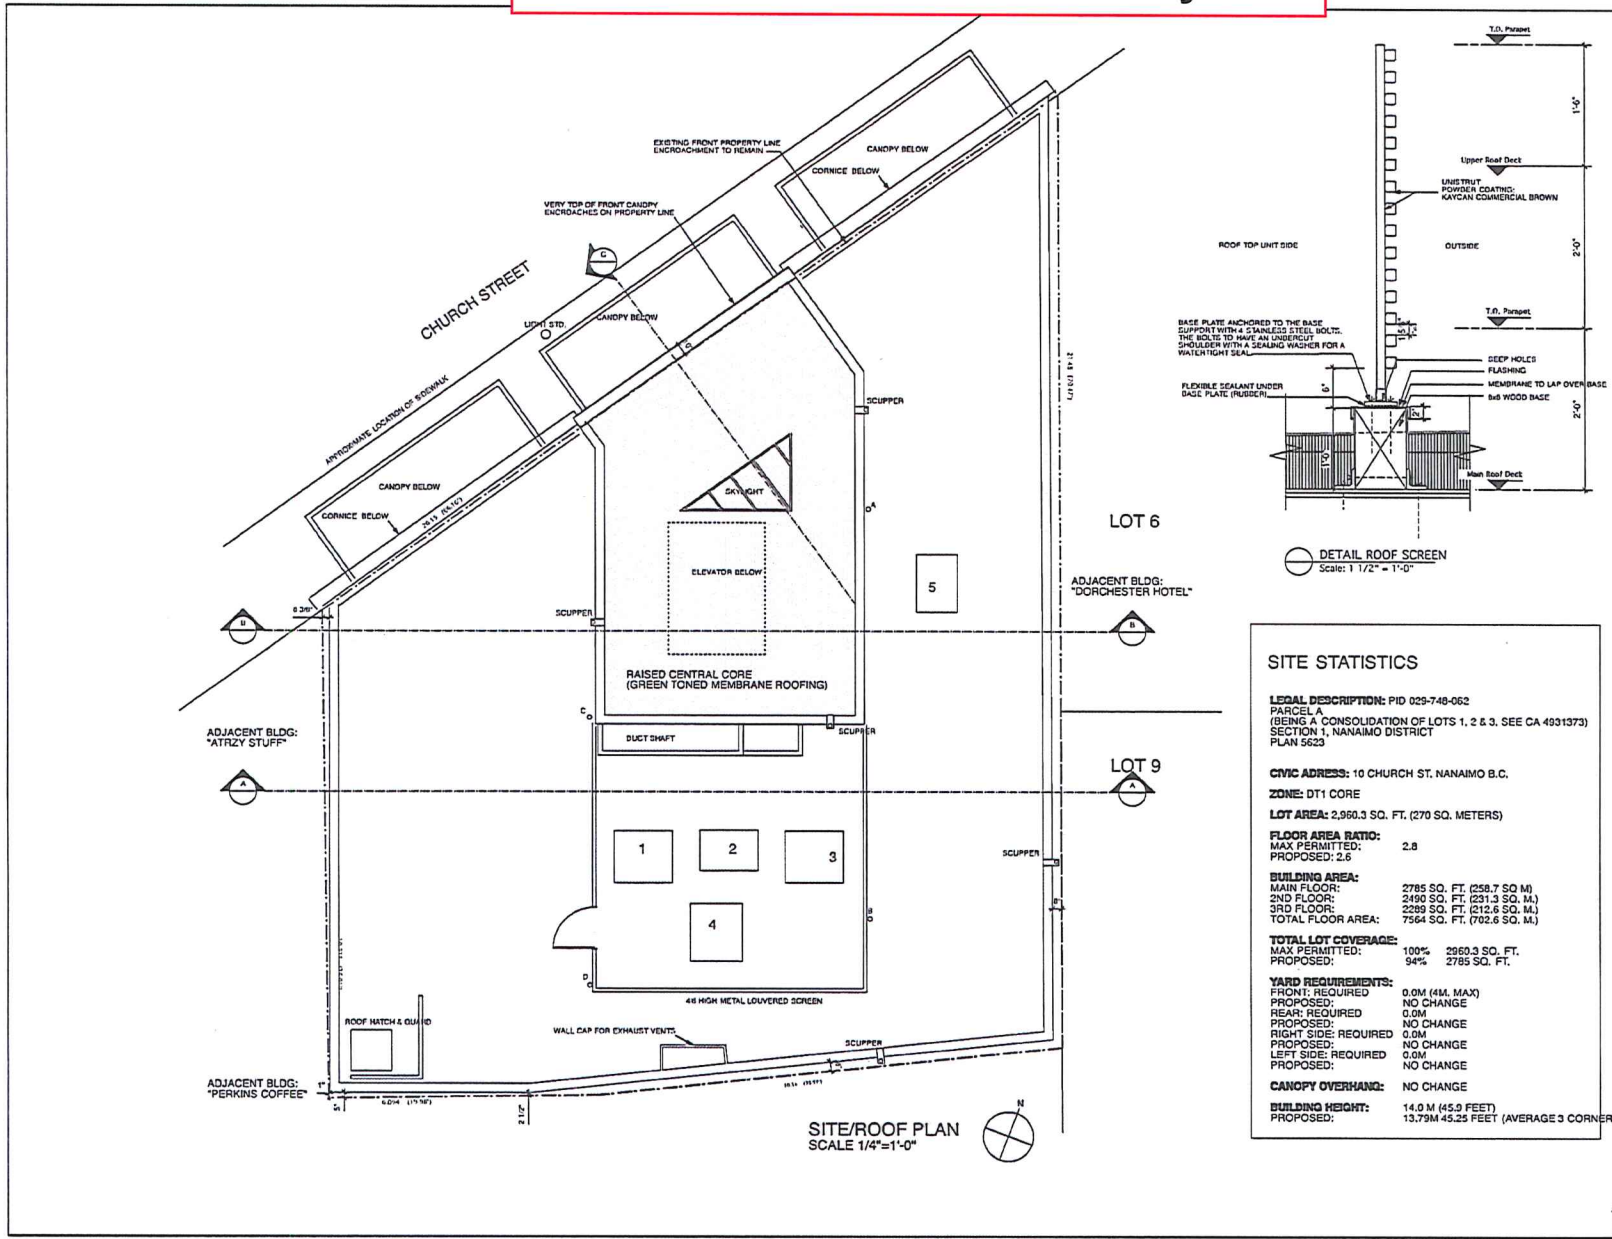 T.O. Parapet
1'-6"
Upper Roof Deck
UNISTRUT
POWDER COATING:
KAYCAN COMMERCIAL BROWN
ROOF TOP UNIT SIDE
OUTSIDE
2'-0"
T.O. Parapet
BASE PLATE ANCHORED TO THE BASE
SUPPORT WITH 4 STAINLESS STEEL BOLTS.
THE BOLTS TO HAVE AN UNDERCUT
SHOULDER WITH A SEALING WASHER FOR A
WATERTIGHT SEAL
SEEP HOLES
FLASHING
MEMBRANE TO LAP OVER BASE
8x8 WOOD BASE
FLEXIBLE SEALANT UNDER
BASE PLATE (RUBBER)
6"
2"
2'-0"
1'-0"
Main Roof Deck
DETAIL ROOF SCREEN
Scale: 1 1/2" = 1'-0"
EXISTING FRONT PROPERTY LINE
ENCROACHMENT TO REMAIN
CANOPY BELOW
CORNICE BELOW
VERY TOP OF FRONT CANOPY
ENCROACHES ON PROPERTY LINE
C
CHURCH STREET
LIGHT STD.
CANOPY BELOW
APPROXIMATE LOCATION OF SIDEWALK
SCUPPER
CANOPY BELOW
CORNICE BELOW
SKYLIGHT
A
LOT 6
ELEVATOR BELOW
5
ADJACENT BLDG:
"DORCHESTER HOTEL"
SCUPPER
B
B
RAISED CENTRAL CORE
(GREEN TONED MEMBRANE ROOFING)
C
ADJACENT BLDG:
"ATRZY STUFF"
DUCT SHAFT
SCUPPER
LOT 9
A
A
1
2
3
SCUPPER
4
B
D
48 HIGH METAL LOUVERED SCREEN
ROOF HATCH & GUARD
WALL CAP FOR EXHAUST VENTS
SCUPPER
ADJACENT BLDG:
"PERKINS COFFEE"
1"
2 1/2"
SITE/ROOF PLAN
SCALE 1/4"=1'-0"
N
SITE STATISTICS
LEGAL DESCRIPTION: PID 029-748-062
PARCEL A
(BEING A CONSOLIDATION OF LOTS 1, 2 & 3, SEE CA 4931373)
SECTION 1, NANAIMO DISTRICT
PLAN 5623
CIVIC ADRESS: 10 CHURCH ST. NANAIMO B.C.
ZONE: DT1 CORE
LOT AREA: 2,960.3 SQ. FT. (270 SQ. METERS)
FLOOR AREA RATIO:
MAX PERMITTED: 2.8
PROPOSED: 2.6
BUILDING AREA:
MAIN FLOOR: 2785 SQ. FT. (258.7 SQ M)
2ND FLOOR: 2490 SQ. FT. (231.3 SQ. M.)
3RD FLOOR: 2289 SQ. FT. (212.6 SQ. M.)
TOTAL FLOOR AREA: 7564 SQ. FT. (702.6 SQ. M.)
TOTAL LOT COVERAGE:
MAX PERMITTED: 100% 2960.3 SQ. FT.
PROPOSED: 94% 2785 SQ. FT.
YARD REQUIREMENTS:
FRONT: REQUIRED 0.0M (4M. MAX)
PROPOSED: NO CHANGE
REAR: REQUIRED 0.0M
PROPOSED: NO CHANGE
RIGHT SIDE: REQUIRED 0.0M
PROPOSED: NO CHANGE
LEFT SIDE: REQUIRED 0.0M
PROPOSED: NO CHANGE
CANOPY OVERHANG: NO CHANGE
BUILDING HEIGHT: 14.0 M (45.9 FEET)
PROPOSED: 13.79M 45.25 FEET (AVERAGE 3 CORNER